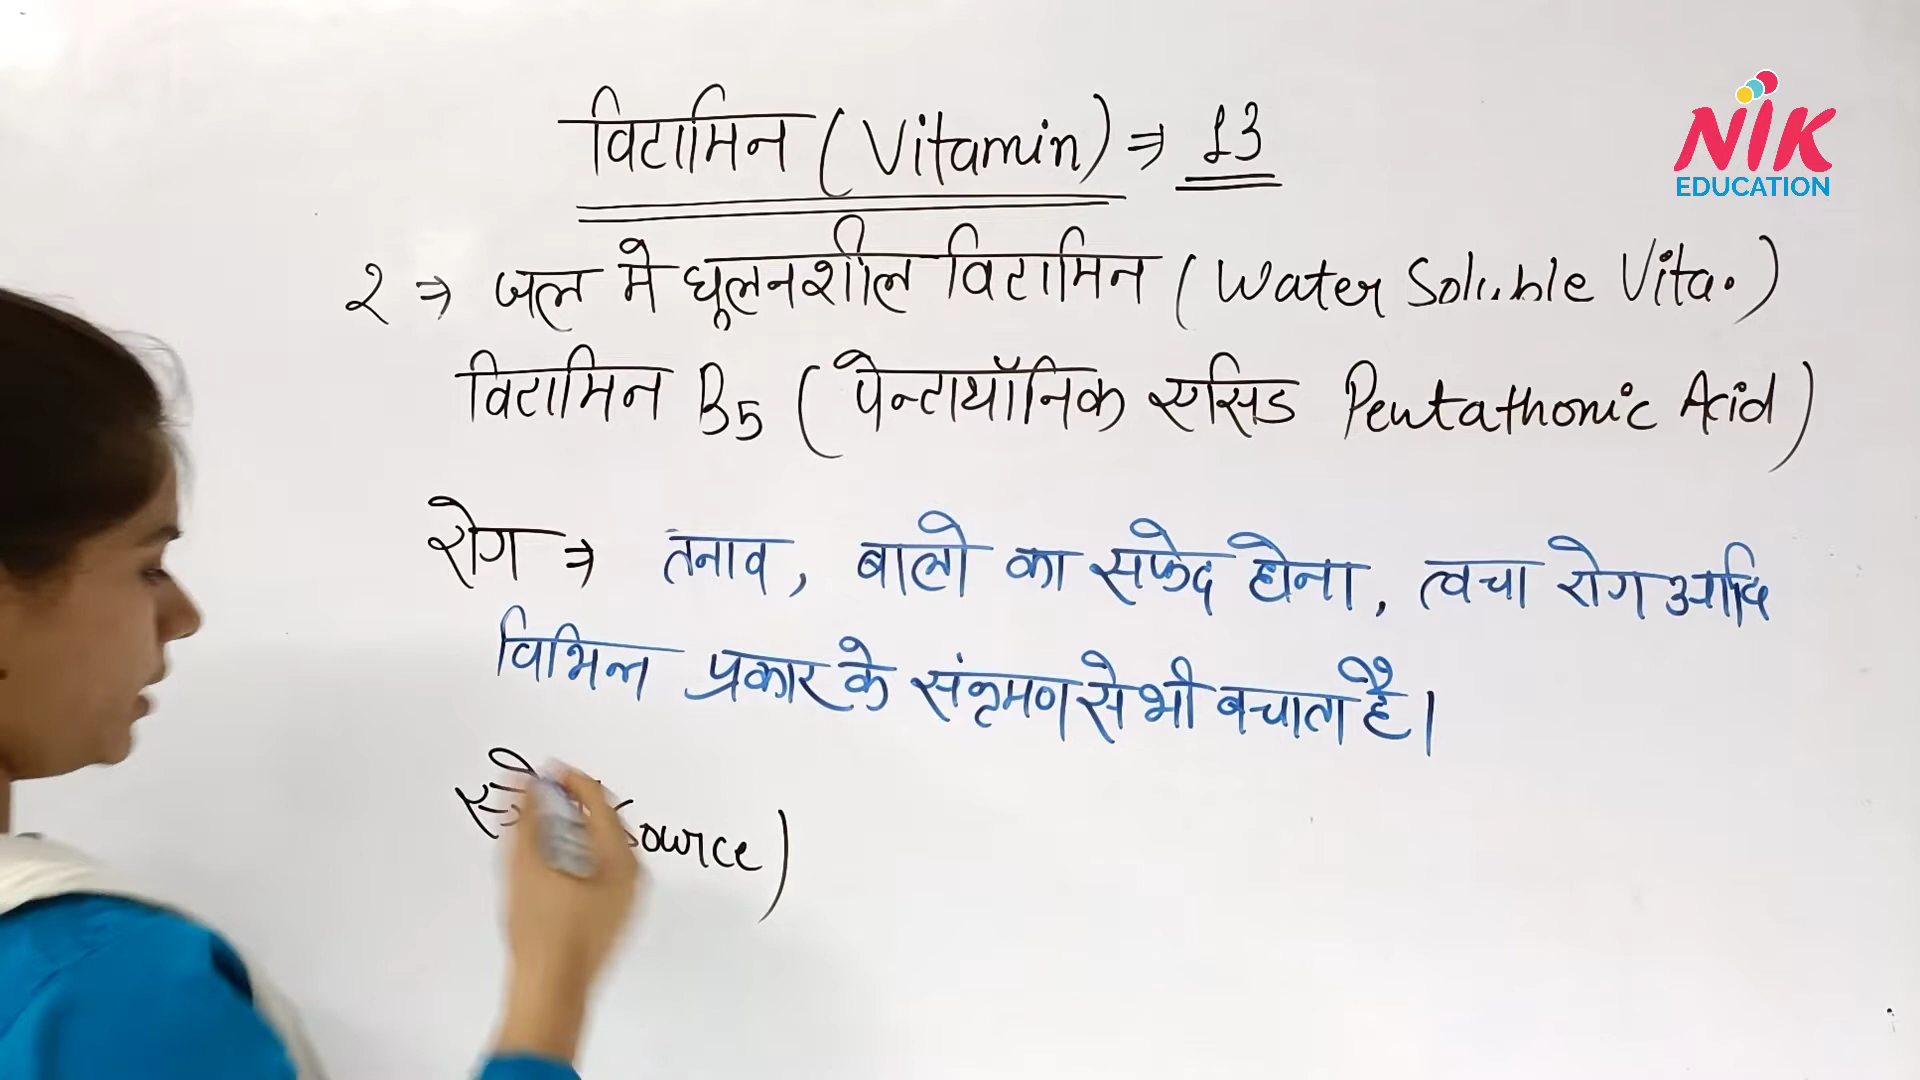 विटामिन (Vitamin) ⇒ 13
NIK
EDUCATION
2 ⇒ जल मे घूलनशील विटामिन (Water Soluble Vita.)
विटामिन B5 (पेन्टाथॉनिक एसिड Pentathonic Acid)
रोग ⇒ तनाव, बालो का सफेद होना, त्वचा रोग आदि
विभिन्न प्रकार के संक्रमण से भी बचाता है।
Source)